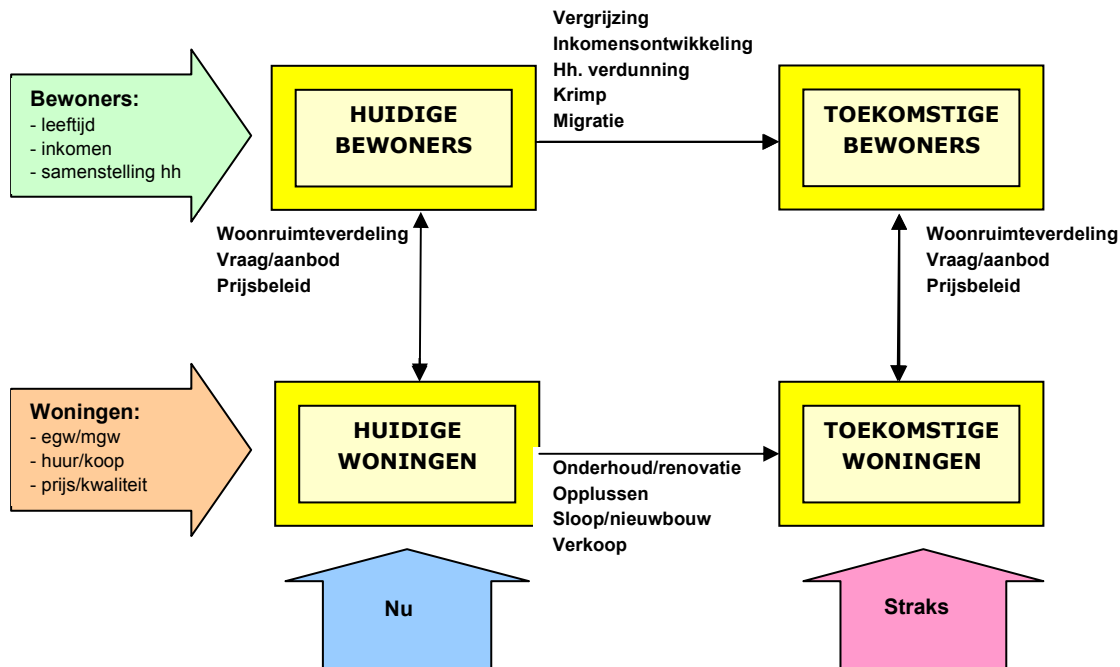 Vergrijzing
Inkomensontwikkeling
Hh. verdunning
Krimp
Migratie
Bewoners:
- leeftijd
- inkomen
- samenstelling hh
HUIDIGE
BEWONERS
TOEKOMSTIGE
BEWONERS
Woonruimteverdeling
Vraag/aanbod
Prijsbeleid
Woonruimteverdeling
Vraag/aanbod
Prijsbeleid
Woningen:
- egw/mgw
- huur/koop
- prijs/kwaliteit
HUIDIGE
WONINGEN
TOEKOMSTIGE
WONINGEN
Onderhoud/renovatie
Opplussen
Sloop/nieuwbouw
Verkoop
Nu
Straks